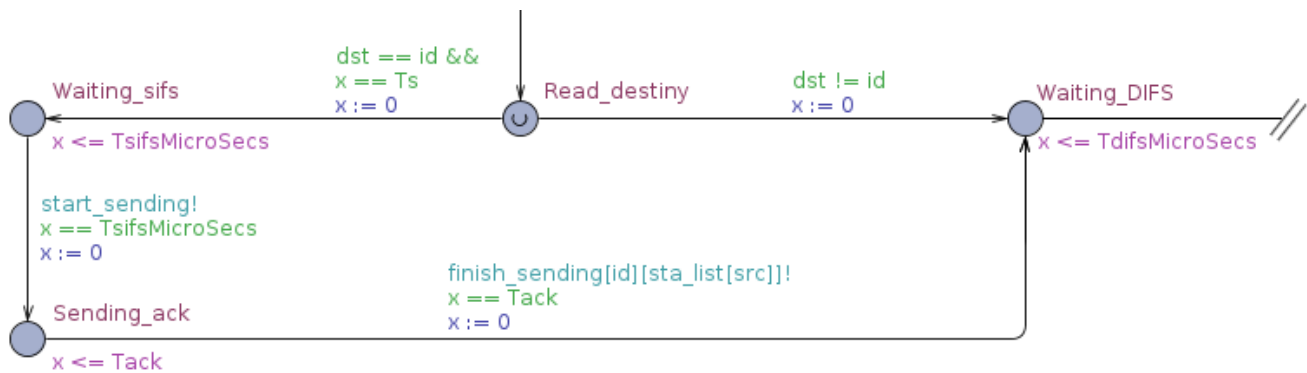 dst == id &&
x == Ts
x := 0
Waiting_sifs
Read_destiny
dst != id
x := 0
Waiting_DIFS
x <= TsifsMicroSecs
x <= TdifsMicroSecs
start_sending!
x == TsifsMicroSecs
x := 0
finish_sending[id][sta_list[src]]!
x == Tack
x := 0
Sending_ack
x <= Tack